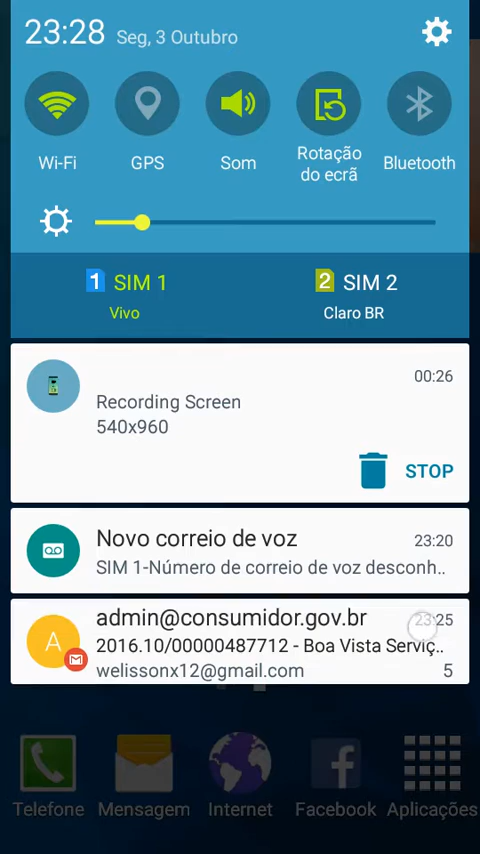 23:28 Seg, 3 Outubro
Wi-Fi
GPS
Som
Rotação
do ecrã
Bluetooth
1 SIM 1
Vivo
2 SIM 2
Claro BR
00:26
Recording Screen
540x960
STOP
Novo correio de voz 23:20
SIM 1-Número de correio de voz desconh..
A
admin@consumidor.gov.br 23:25
2016.10/00000487712 - Boa Vista Serviç..
welissonx12@gmail.com 5
Telefone
Mensagem
Internet
Facebook
Aplicações